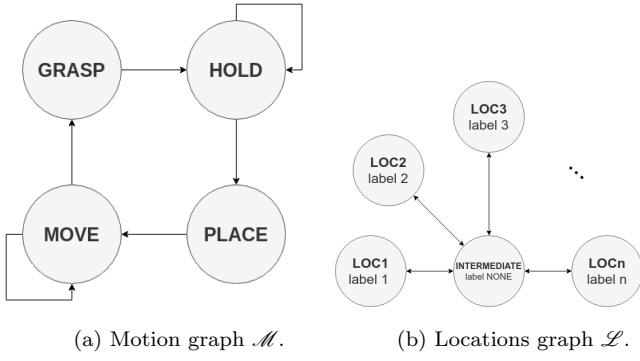 GRASP
HOLD
MOVE
PLACE
(a) Motion graph ℳ.
LOC3
label 3
LOC2
label 2
LOC1
label 1
INTERMEDIATE
label NONE
LOCn
label n
(b) Locations graph ℒ.